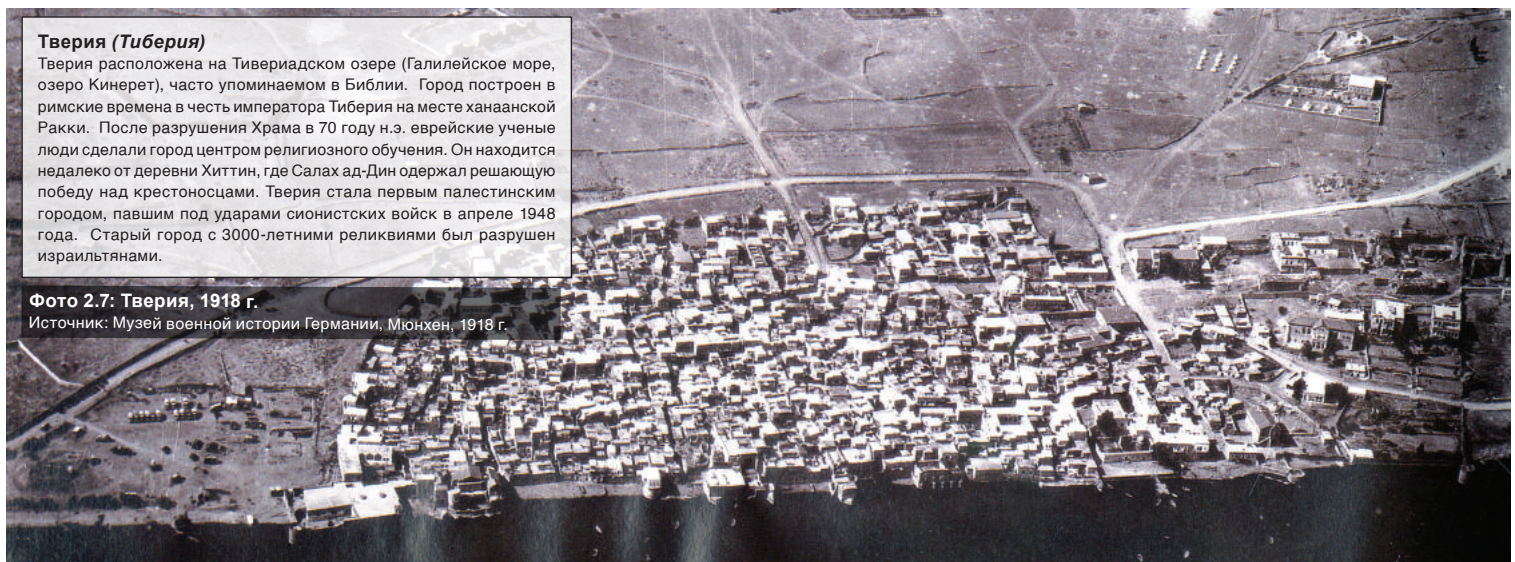 Тверия (Тиберия)
Тверия расположена на Тивериадском озере (Галилейское море,
озеро Кинерет), часто упоминаемом в Библии. Город построен в
римские времена в честь императора Тиберия на месте ханаанской
Ракки. После разрушения Храма в 70 году н.э. еврейские ученые
люди сделали город центром религиозного обучения. Он находится
недалеко от деревни Хиттин, где Салах ад-Дин одержал решающую
победу над крестоносцами. Тверия стала первым палестинским
городом, павшим под ударами сионистских войск в апреле 1948
года. Старый город с 3000-летними реликвиями был разрушен
израильтянами.
Фото 2.7: Тверия, 1918 г.
Источник: Музей военной истории Германии, Мюнхен, 1918 г.